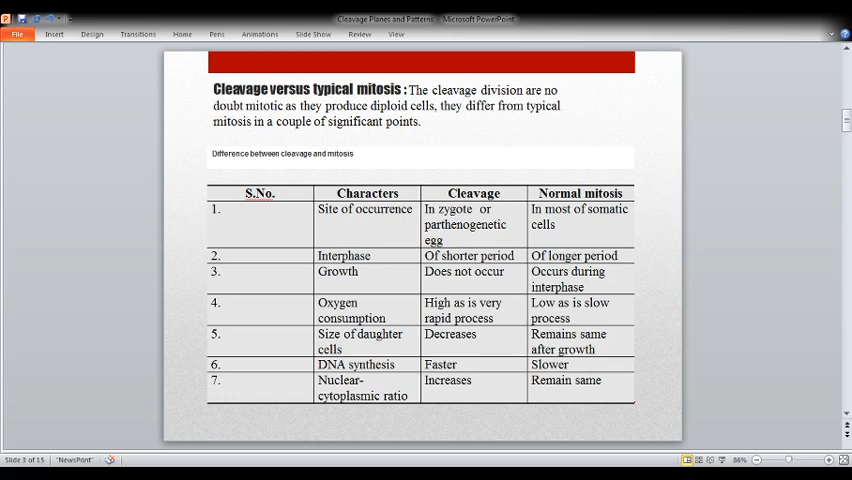 Cleavage Planes and Patterns - Microsoft PowerPoint
File Insert Design Transitions Home Pens Animations Slide Show Review View
Cleavage versus typical mitosis : The cleavage division are no
doubt mitotic as they produce diploid cells, they differ from typical
mitosis in a couple of significant points.
Difference between cleavage and mitosis
S.No. Characters Cleavage Normal mitosis
1. Site of occurrence In zygote or In most of somatic
parthenogenetic cells
egg
2. Interphase Of shorter period Of longer period
3. Growth Does not occur Occurs during
interphase
4. Oxygen High as is very Low as is slow
consumption rapid process process
5. Size of daughter Decreases Remains same
cells after growth
6. DNA synthesis Faster Slower
7. Nuclear- Increases Remain same
cytoplasmic ratio
Slide 3 of 15 "NewsPrint" 86%